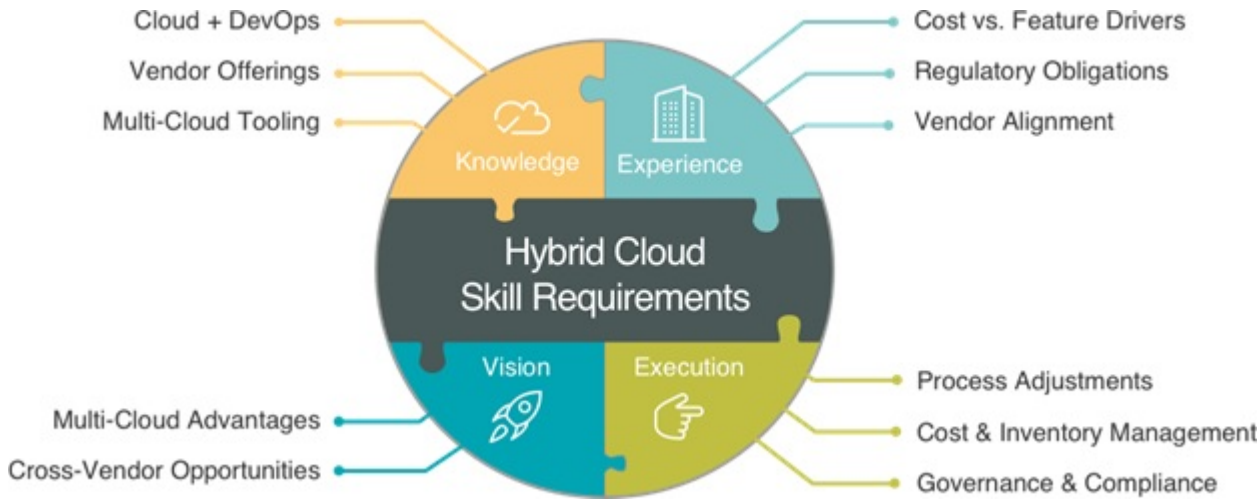 Cloud + DevOps
Vendor Offerings
Multi-Cloud Tooling
Knowledge
Cost vs. Feature Drivers
Regulatory Obligations
Vendor Alignment
Experience
Hybrid Cloud
Skill Requirements
Vision
Multi-Cloud Advantages
Cross-Vendor Opportunities
Execution
Process Adjustments
Cost & Inventory Management
Governance & Compliance